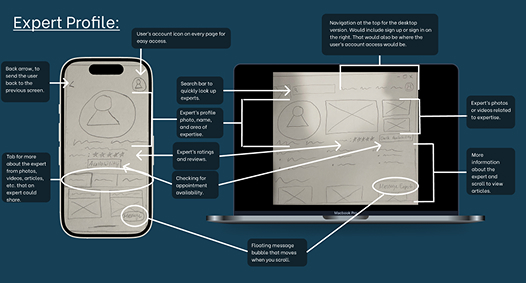 Expert Profile:
User's account icon on every page for
easy access.
Navigation at the top for the desktop
version. Would include sign up or sign in on
the right. That would also be where the
user's account access would be.
Back arrow, to
send the user
back to the
previous screen.
Search bar to
quickly look up
experts.
Expert's profile
photo, name,
and area of
expertise.
Expert's photos
or videos related
to expertise.
Expert's ratings
and reviews.
Tab for more
about the expert
from photos,
videos, articles,
etc. that an
expert could
share.
Checking for
appointment
availability.
More
information
about the
expert and
scroll to view
articles.
Availability
Message
Message Expert
Macbook Pro
Floating message
bubble that moves
when you scroll.